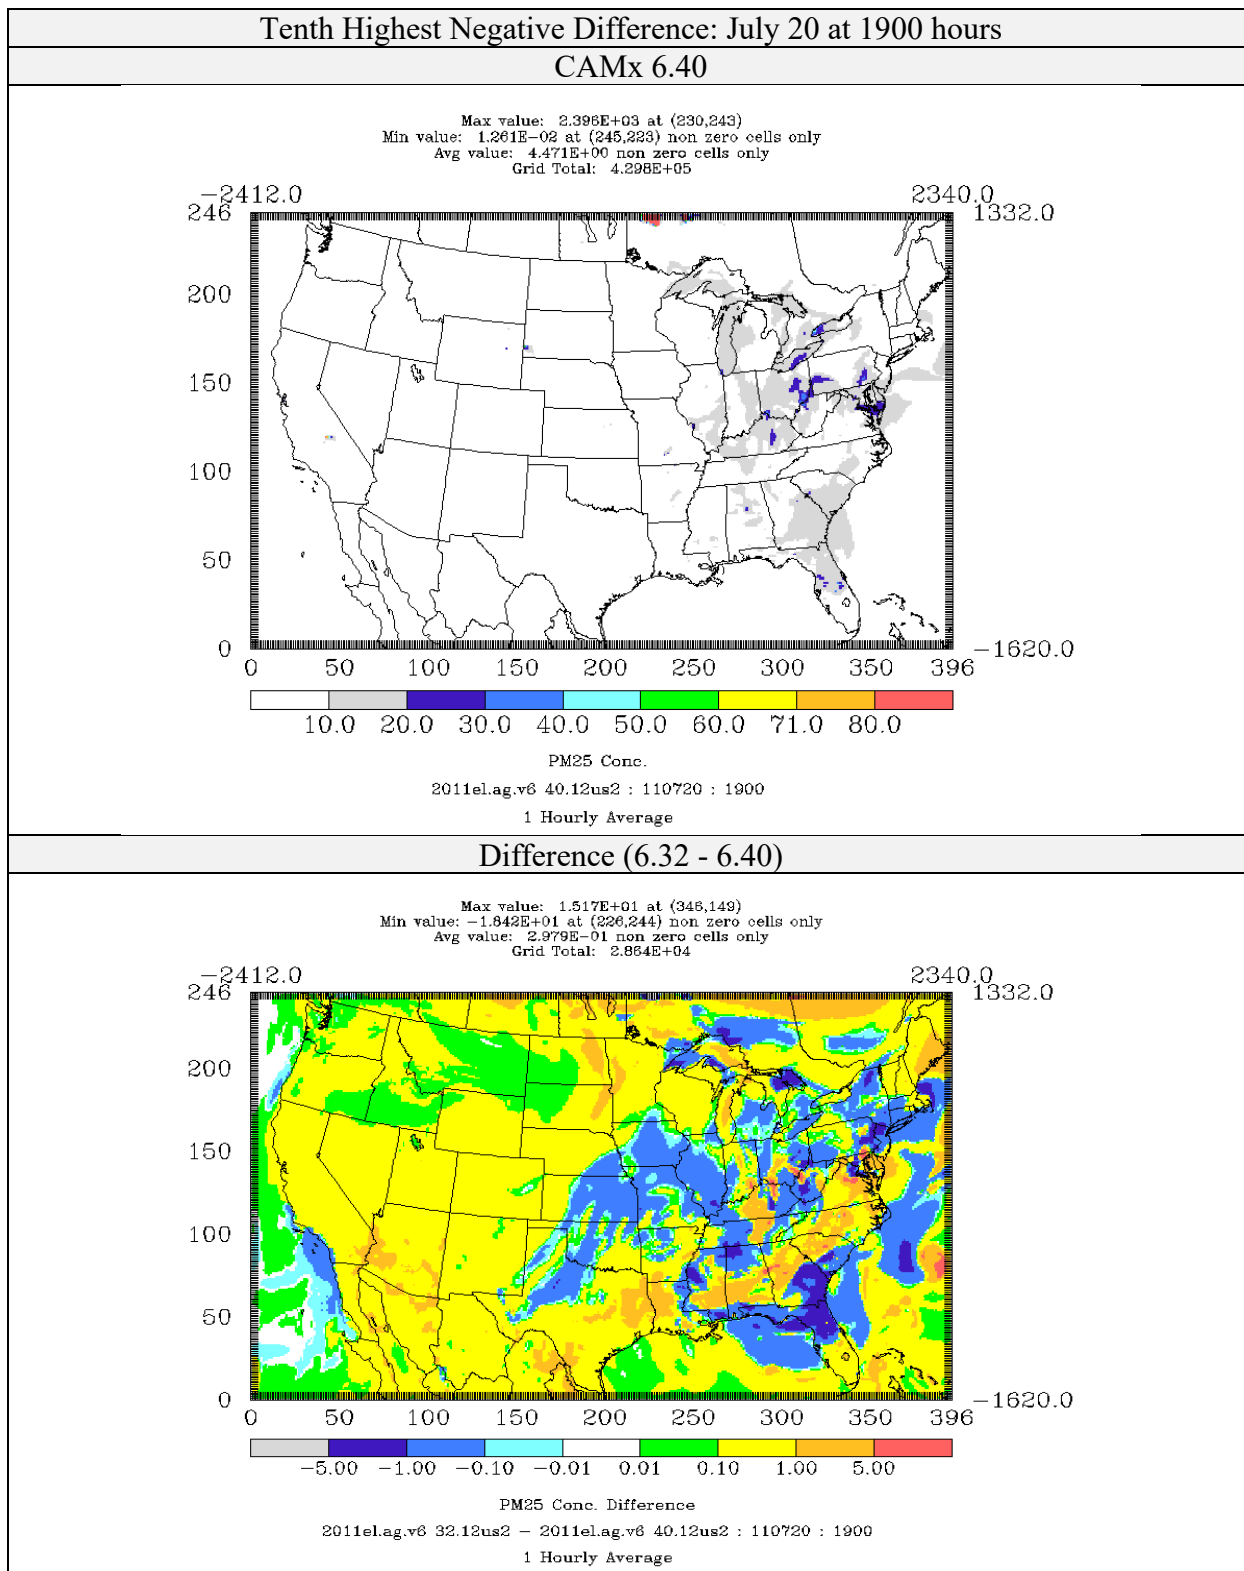 Tenth Highest Negative Difference: July 20 at 1900 hours
CAMx 6.40
Max value: 2.396E+03 at (230,243)
Min value: 1.261E-02 at (245,223) non zero cells only
Avg value: 4.471E+00 non zero cells only
Grid Total: 4.298E+05
-2412.0 2340.0
246 1332.0
200
150
100
50
0 -1620.0
0 50 100 150 200 250 300 350 396
10.0 20.0 30.0 40.0 50.0 60.0 71.0 80.0
PM25 Conc.
2011el.ag.v6 40.12us2 : 110720 : 1900
1 Hourly Average
Difference (6.32 - 6.40)
Max value: 1.517E+01 at (346,149)
Min value: -1.842E+01 at (226,244) non zero cells only
Avg value: 2.979E-01 non zero cells only
Grid Total: 2.864E+04
-2412.0 2340.0
246 1332.0
200
150
100
50
0 -1620.0
0 50 100 150 200 250 300 350 396
-5.00 -1.00 -0.10 -0.01 0.01 0.10 1.00 5.00
PM25 Conc. Difference
2011el.ag.v6 32.12us2 - 2011el.ag.v6 40.12us2 : 110720 : 1900
1 Hourly Average